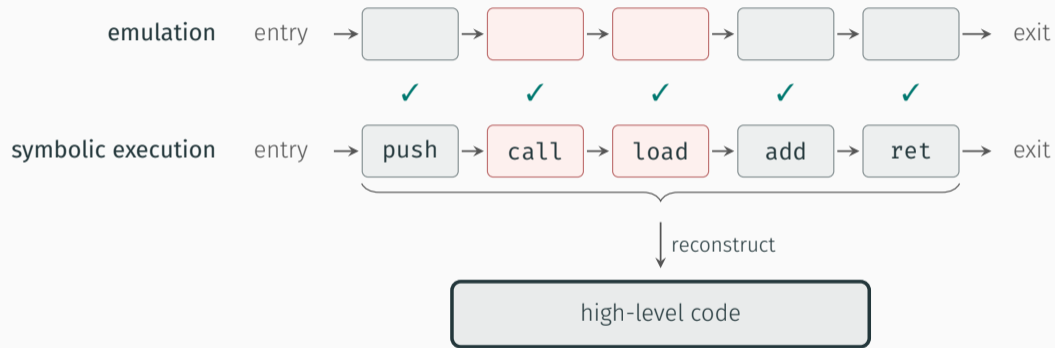 emulation entry exit
✓ ✓ ✓ ✓ ✓
symbolic execution entry push call load add ret exit
reconstruct
high-level code